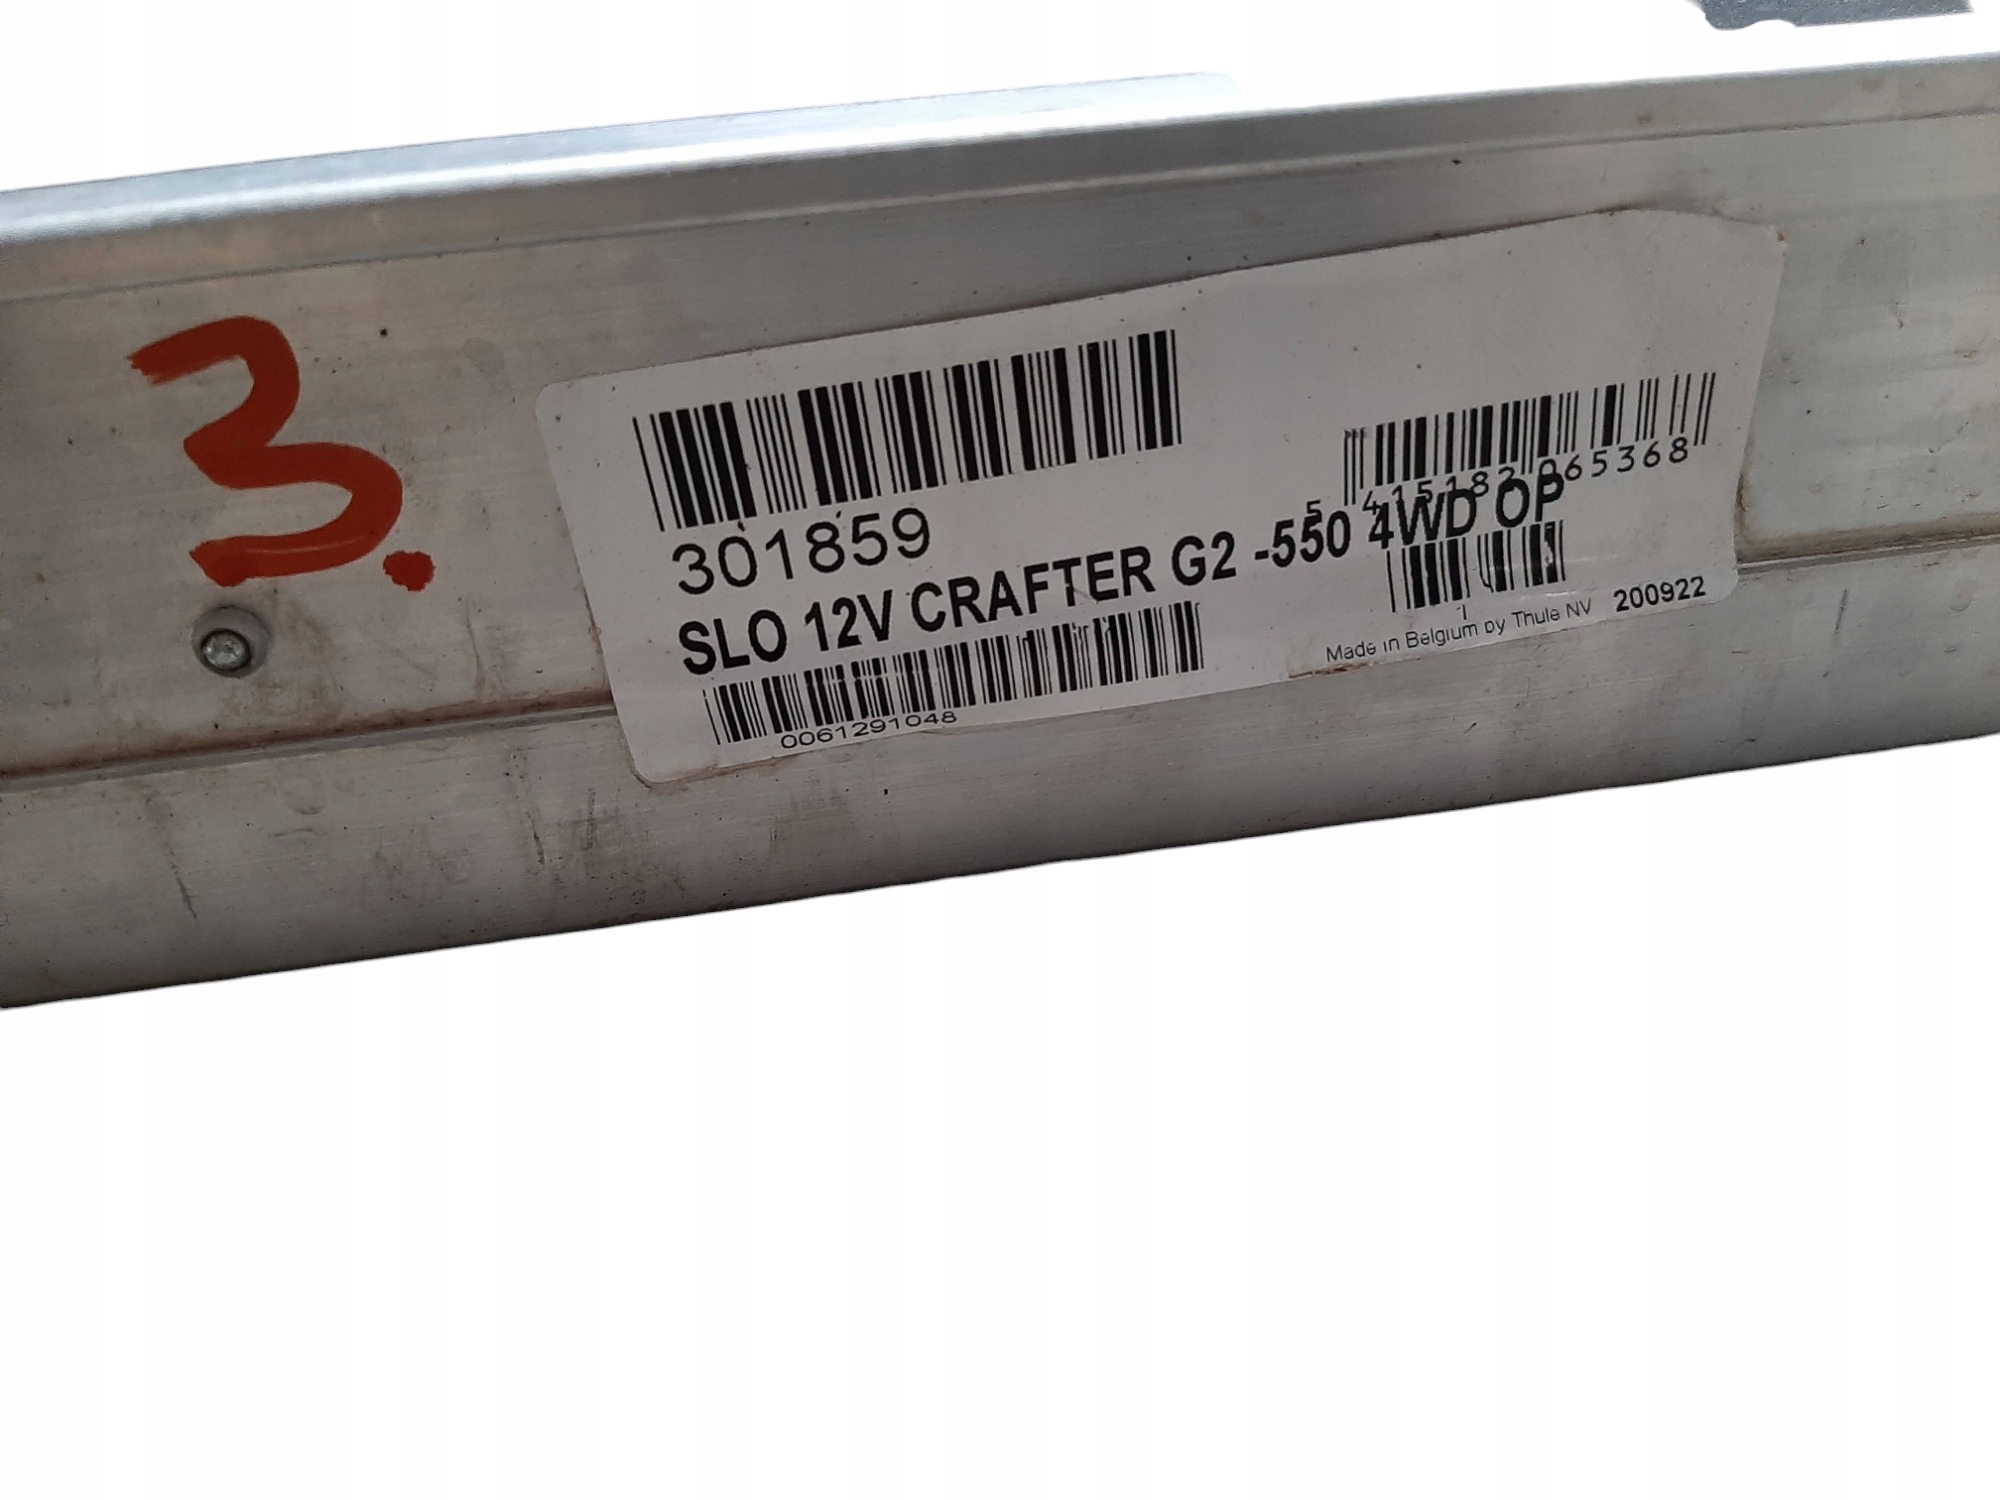 3.
301859
5 415182 065368
SLO 12V CRAFTER G2 -550 4WD OP
1
0061291048
Made in Belgium by Thule NV 200922